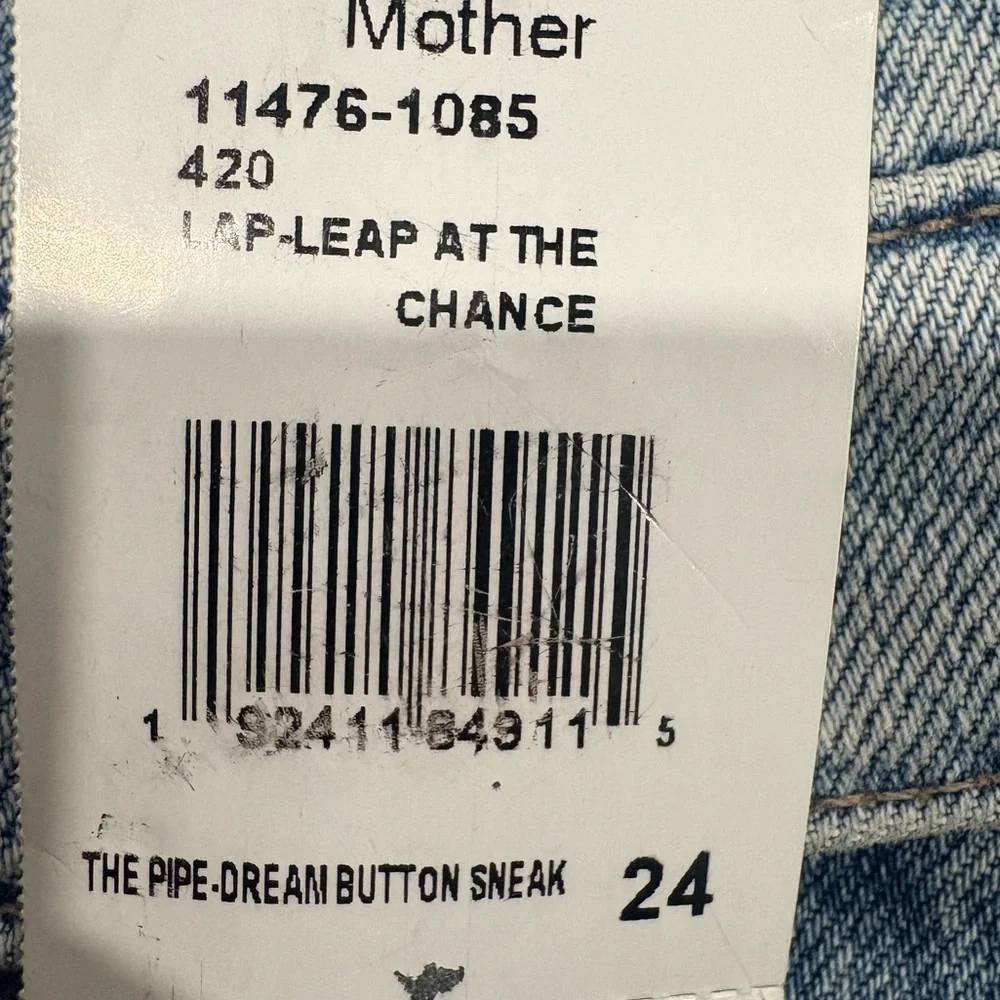 Mother
11476-1085
420
LAP-LEAP AT THE
CHANCE
1 92411 84911 5
THE PIPE-DREAM BUTTON SNEAK 24